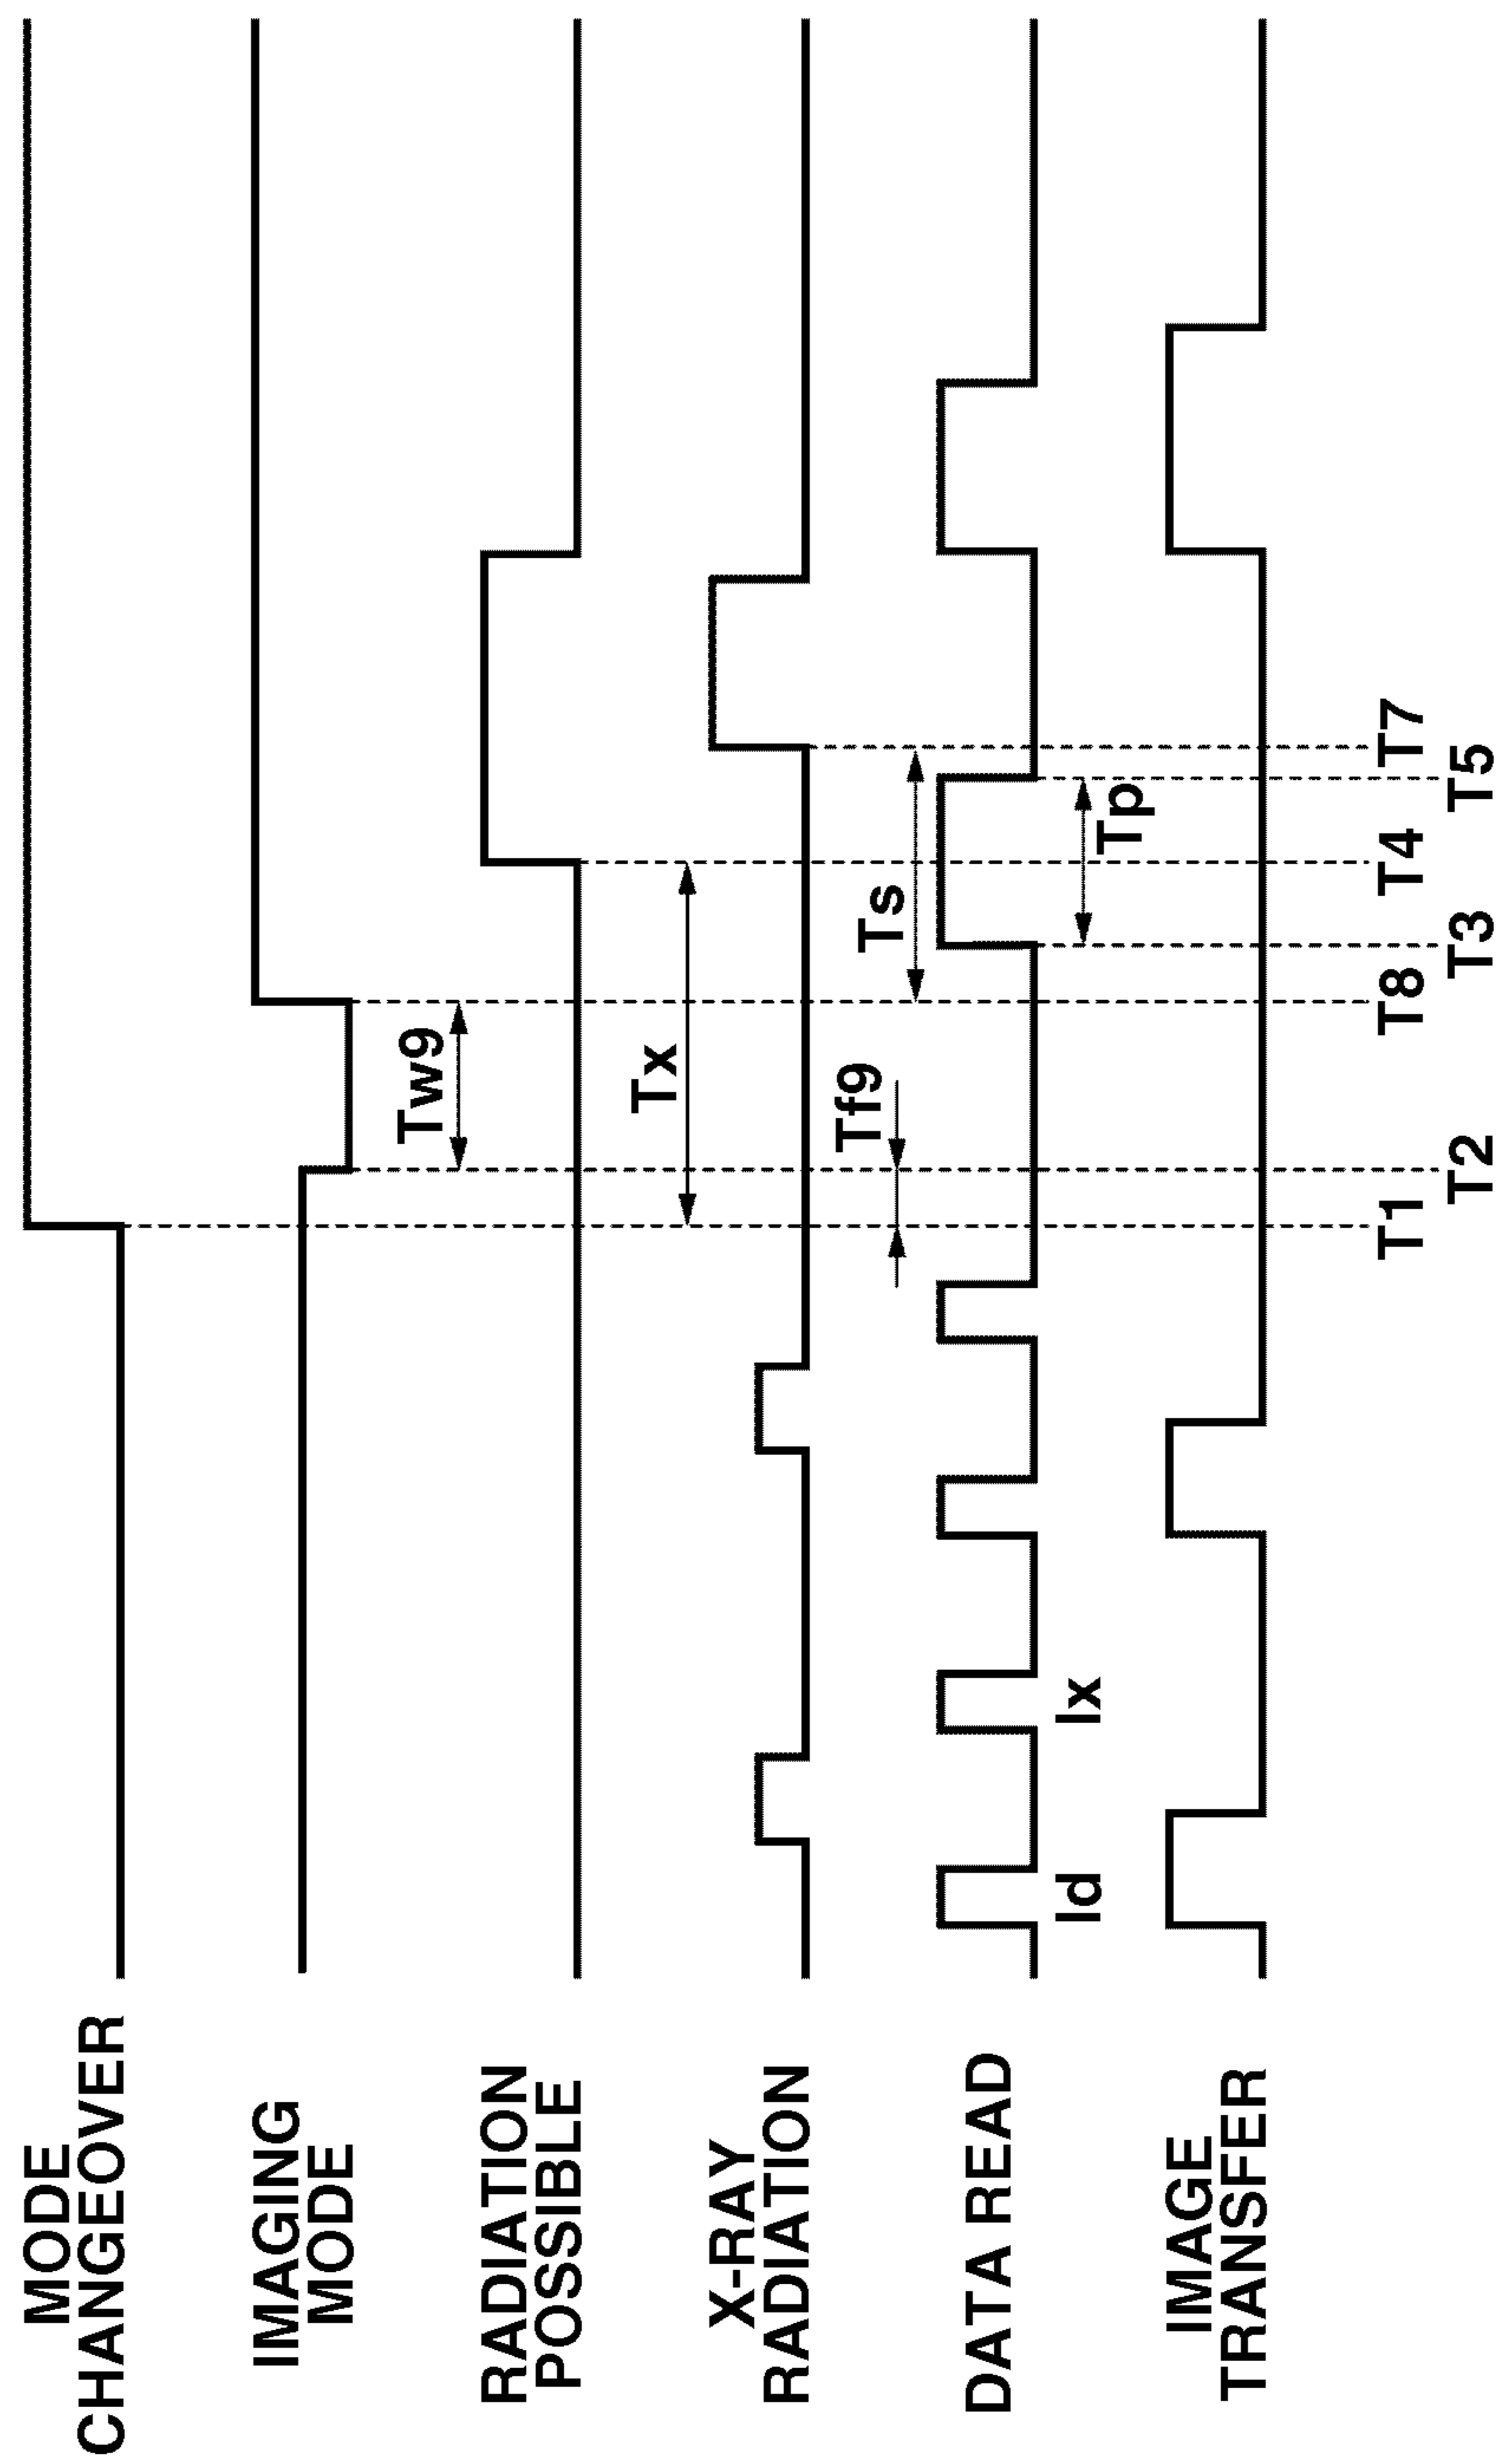 MODE
CHANGEOVER
IMAGING
MODE
Tw9
RADIATION
POSSIBLE
Tx
X-RAY
RADIATION
Tf9
Ts
DATA READ
Id
Ix
Tp
IMAGE
TRANSFER
T1
T8
T4
T7
T2
T3
T5